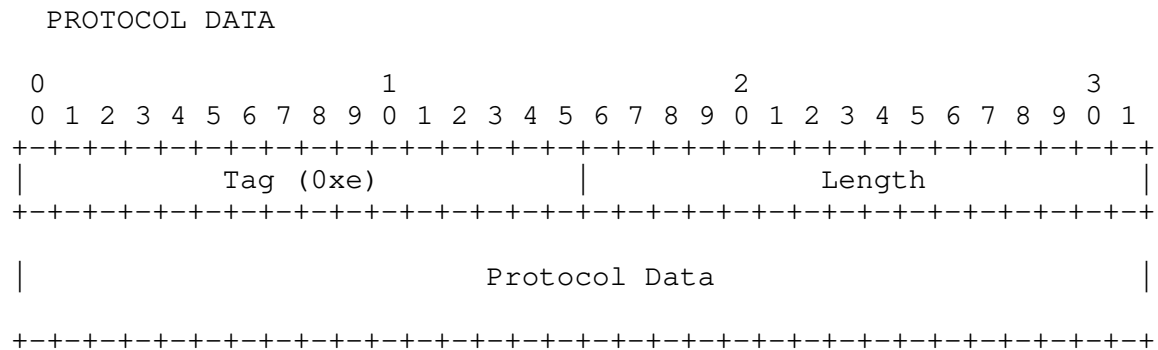 PROTOCOL DATA
0                   1                   2                   3
0 1 2 3 4 5 6 7 8 9 0 1 2 3 4 5 6 7 8 9 0 1 2 3 4 5 6 7 8 9 0 1
+-+-+-+-+-+-+-+-+-+-+-+-+-+-+-+-+-+-+-+-+-+-+-+-+-+-+-+-+-+-+-+-+
|           Tag (0xe)           |             Length            |
+-+-+-+-+-+-+-+-+-+-+-+-+-+-+-+-+-+-+-+-+-+-+-+-+-+-+-+-+-+-+-+-+
|                          Protocol Data                        |
+-+-+-+-+-+-+-+-+-+-+-+-+-+-+-+-+-+-+-+-+-+-+-+-+-+-+-+-+-+-+-+-+